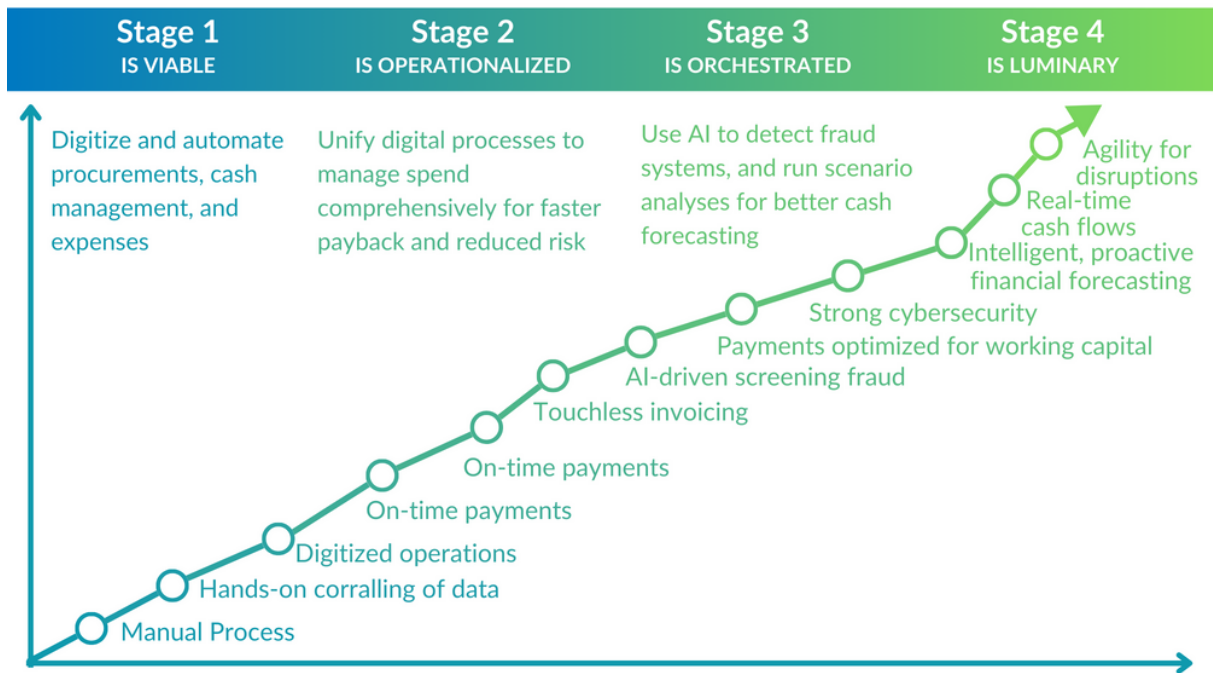 Stage 1
IS VIABLE
Stage 2
IS OPERATIONALIZED
Stage 3
IS ORCHESTRATED
Stage 4
IS LUMINARY
Digitize and automate
procurements, cash
management, and
expenses
Unify digital processes to
manage spend
comprehensively for faster
payback and reduced risk
Use AI to detect fraud
systems, and run scenario
analyses for better cash
forecasting
Agility for
disruptions
Real-time
cash flows
Intelligent, proactive
financial forecasting
Strong cybersecurity
Payments optimized for working capital
AI-driven screening fraud
Touchless invoicing
On-time payments
On-time payments
Digitized operations
Hands-on corralling of data
Manual Process